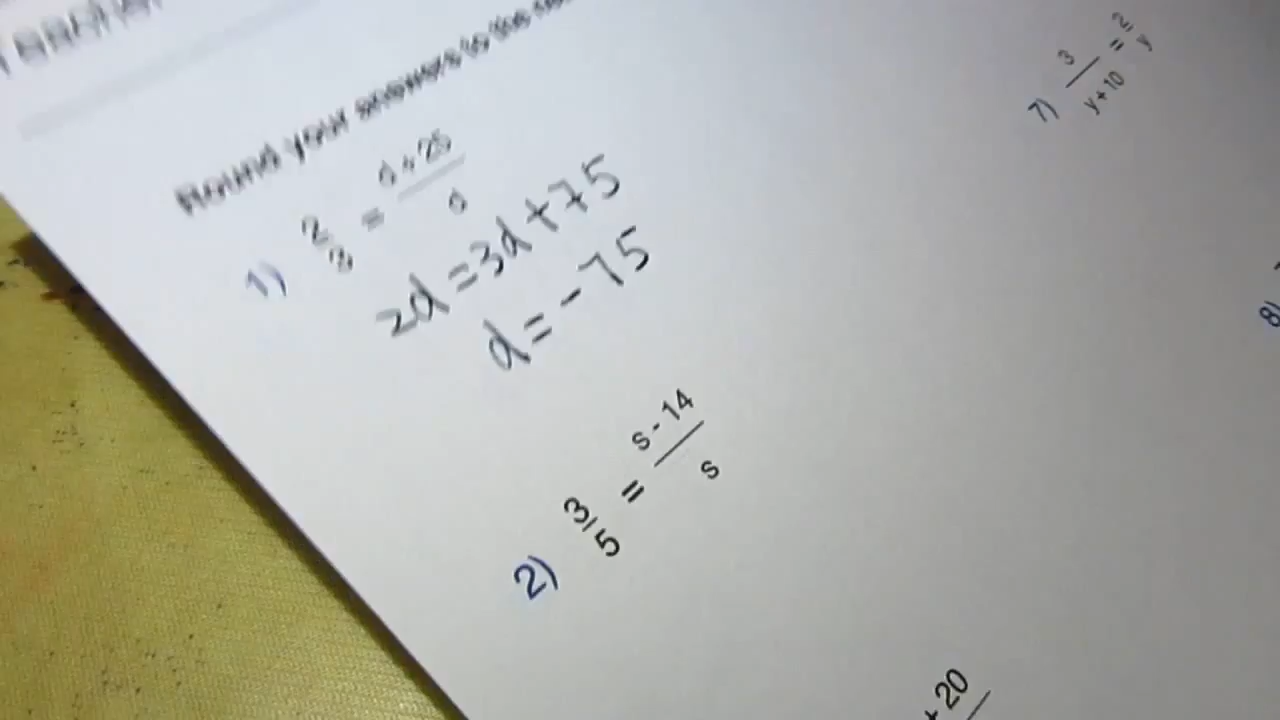 Round your answers to the
1) 2/3 = d + 25 / d
2d = 3d + 75
d = -75
2) 3/5 = s - 14 / s
+ 20
7) 3 / y + 10 = 2 / y
8)